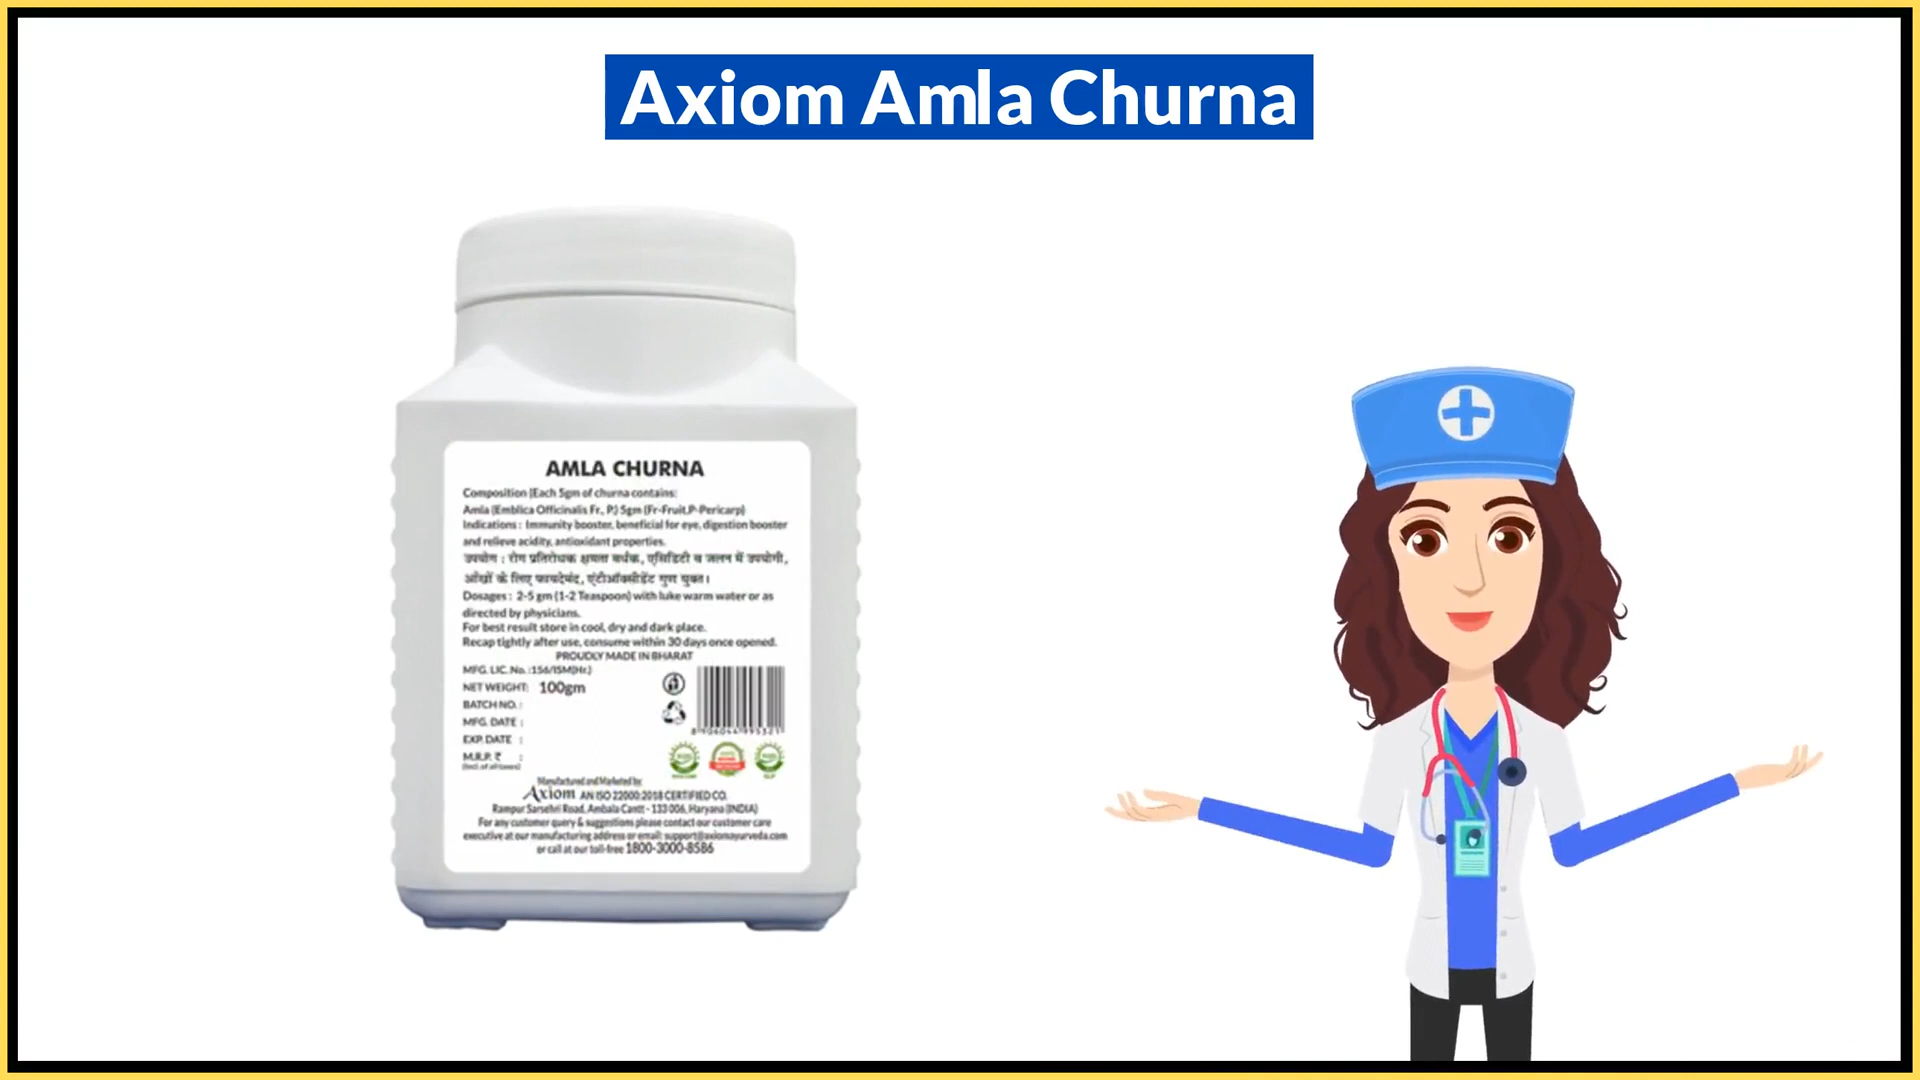 Axiom Amla Churna
AMLA CHURNA
Composition (Each 5gm of churna contains:
Amla (Emblica Officinalis Fr., P.) 5gm (Fr-Fruit,P-Pericarp)
Indications : Immunity booster, beneficial for eye, digestion booster
and relieve acidity, antioxidant properties.
उपयोग : रोग प्रतिरोधक क्षमता वर्धक, एसिडिटी व जलन में उपयोगी,
आँखों के लिए फायदेमंद, एंटीऑक्सीडेंट गुण युक्त।
Dosages : 2-5 gm (1-2 Teaspoon) with luke warm water or as
directed by physicians.
For best result store in cool, dry and dark place.
Recap tightly after use, consume within 30 days once opened.
PROUDLY MADE IN BHARAT
MFG. LIC. No. :156/ISM(Hr.)
NET WEIGHT: 100gm
BATCH NO. :
MFG. DATE :
EXP. DATE :
M.R.P. ₹ :
(Incl. of all taxes)
Manufactured and Marketed by:
Axiom AN ISO 22000:2018 CERTIFIED CO.
Rampur Sarsehri Road, Ambala Cantt - 133 006, Haryana (INDIA)
For any customer query & suggestions please contact our customer care
executive at our manufacturing address or email: support@axiomayurveda.com
or call at our toll-free 1800-3000-8586